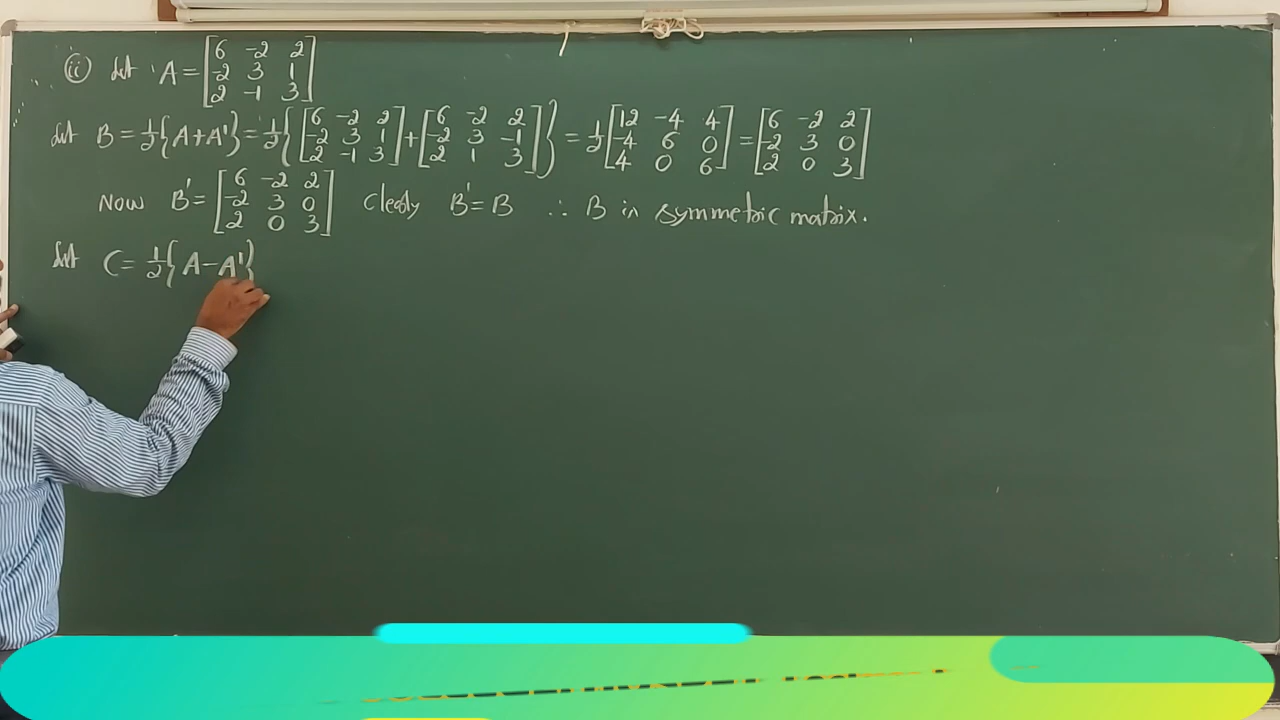 (ii) Let A = [6 -2 2; -2 3 1; 2 -1 3]
Let B = 1/2{A+A'} = 1/2{[6 -2 2; -2 3 1; 2 -1 3] + [6 -2 2; -2 3 -1; 2 1 3]} = 1/2[12 -4 4; -4 6 0; 4 0 6] = [6 -2 2; -2 3 0; 2 0 3]
Now B' = [6 -2 2; -2 3 0; 2 0 3] Clearly B' = B ∴ B is symmetric matrix.
Let C = 1/2{A-A'}